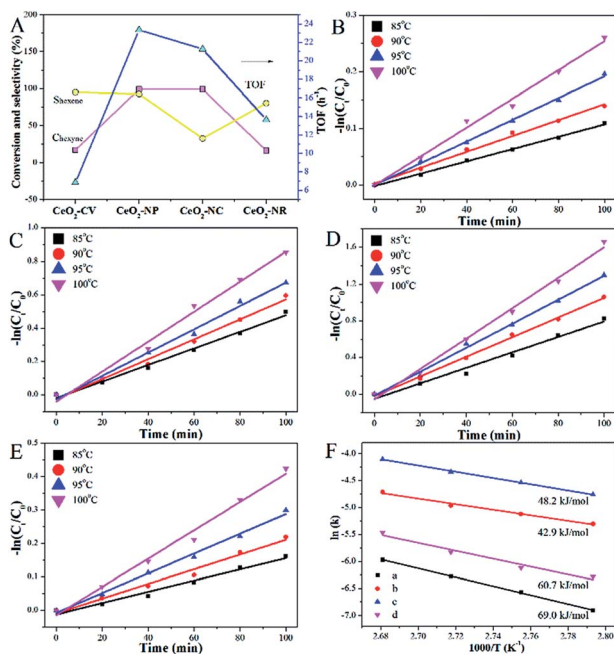 A
Conversion and selectivity (%)
200
150
100
50
0
-50
S hexene
C hexyne
TOF
CeO2-CV CeO2-NP CeO2-NC CeO2-NR
24
22
20
18
16
14
12
10
8
6
TOF (h-1)
B
-ln(Ct/C0)
0.3
0.2
0.1
0.0
85°C
90°C
95°C
100°C
0 20 40 60 80 100
Time (min)
C
-ln(Ct/C0)
1.0
0.8
0.6
0.4
0.2
0.0
85°C
90°C
95°C
100°C
0 20 40 60 80 100
Time (min)
D
-ln(Ct/C0)
1.6
1.2
0.8
0.4
0.0
85°C
90°C
95°C
100°C
0 20 40 60 80 100
Time (min)
E
-ln(Ct/C0)
0.5
0.4
0.3
0.2
0.1
0.0
85°C
90°C
95°C
100°C
0 20 40 60 80 100
Time (min)
F
ln (k)
-4.0
-4.5
-5.0
-5.5
-6.0
-6.5
-7.0
48.2 kJ/mol
42.9 kJ/mol
60.7 kJ/mol
69.0 kJ/mol
a
b
c
d
2.68 2.70 2.72 2.74 2.76 2.78 2.80
1000/T (K-1)